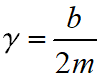 γ = b / 2m